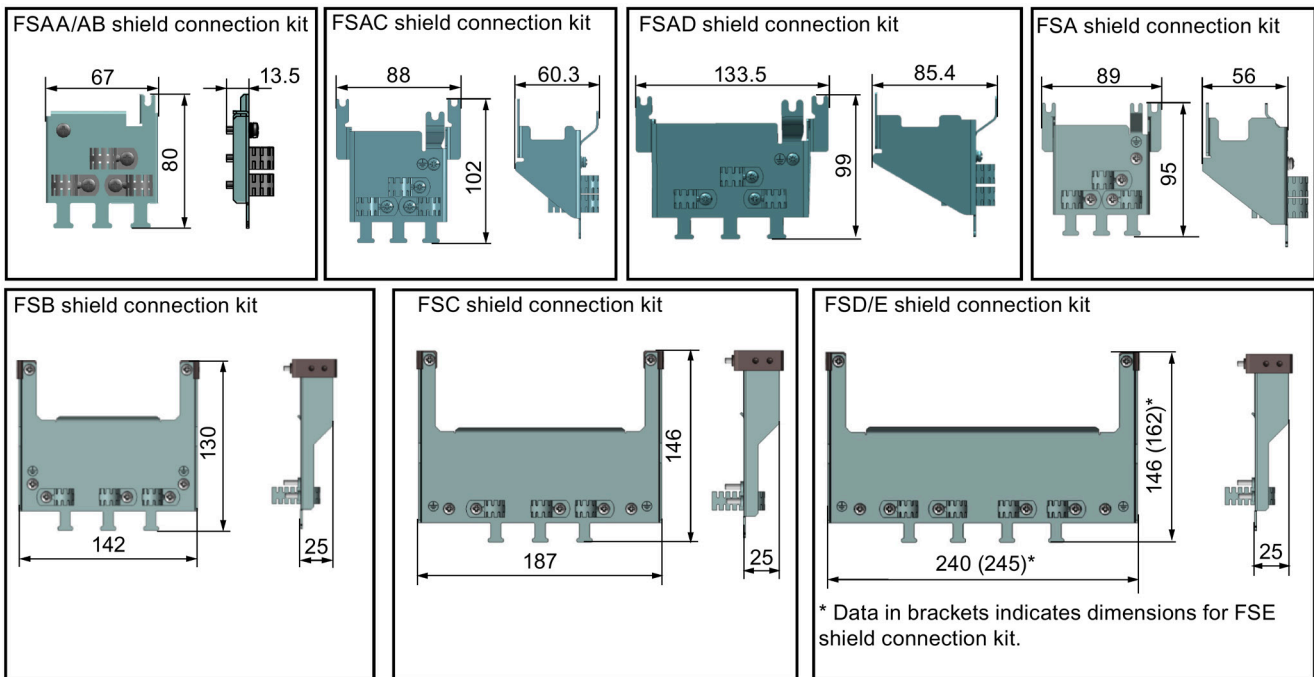 FSAA/AB shield connection kit
67
13.5
80
FSAC shield connection kit
88
60.3
102
FSAD shield connection kit
133.5
85.4
99
FSA shield connection kit
89
56
95
FSB shield connection kit
130
142
25
FSC shield connection kit
146
187
25
FSD/E shield connection kit
146 (162)*
240 (245)*
25
* Data in brackets indicates dimensions for FSE
shield connection kit.